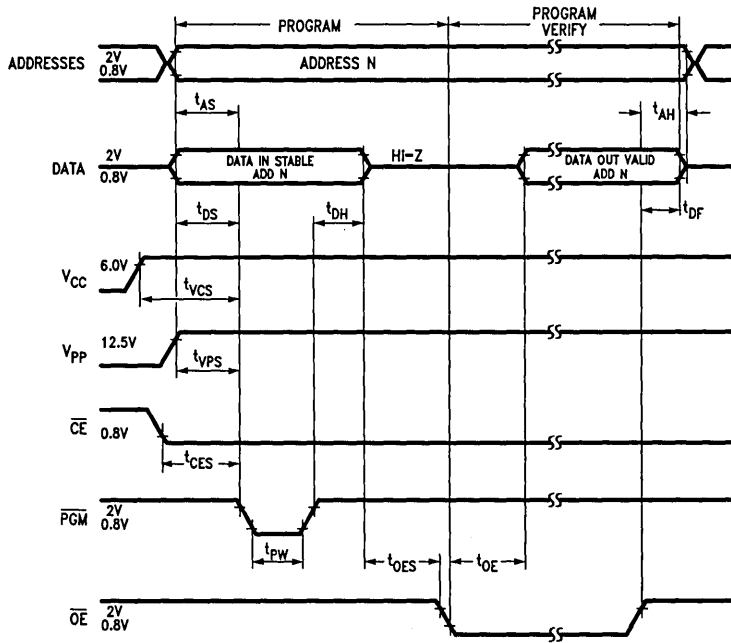 PROGRAM
PROGRAM
VERIFY
ADDRESSES
2V
0.8V
ADDRESS N
tAS
tAH
DATA
2V
0.8V
DATA IN STABLE
ADD N
HI-Z
DATA OUT VALID
ADD N
tDS
tDH
tDF
VCC
6.0V
tVCS
VPP
12.5V
tVPS
CE
0.8V
tCES
PGM
2V
0.8V
tPW
tOES
tOE
OE
2V
0.8V